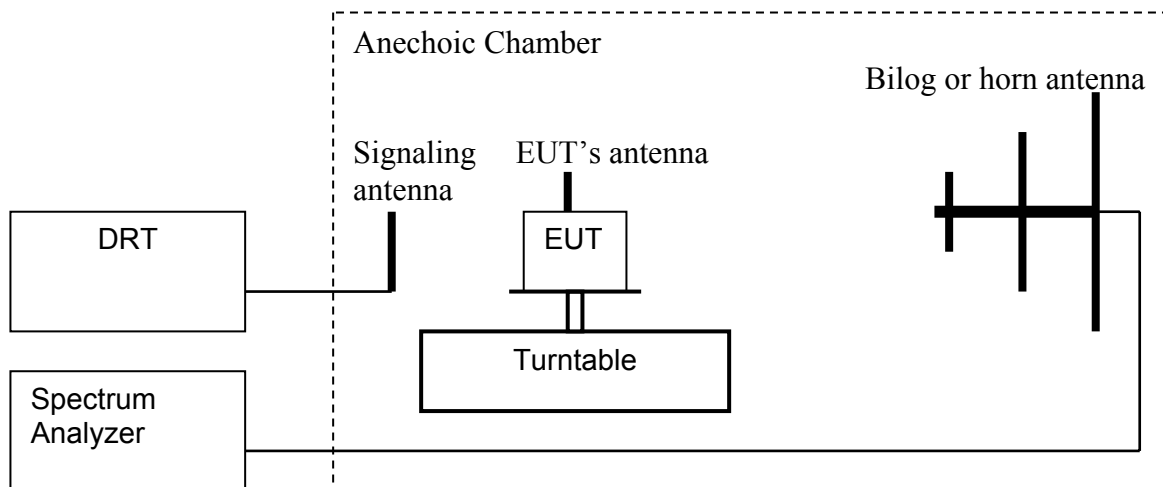 Anechoic Chamber
Bilog or horn antenna
Signaling
antenna
EUT’s antenna
DRT
EUT
Turntable
Spectrum
Analyzer